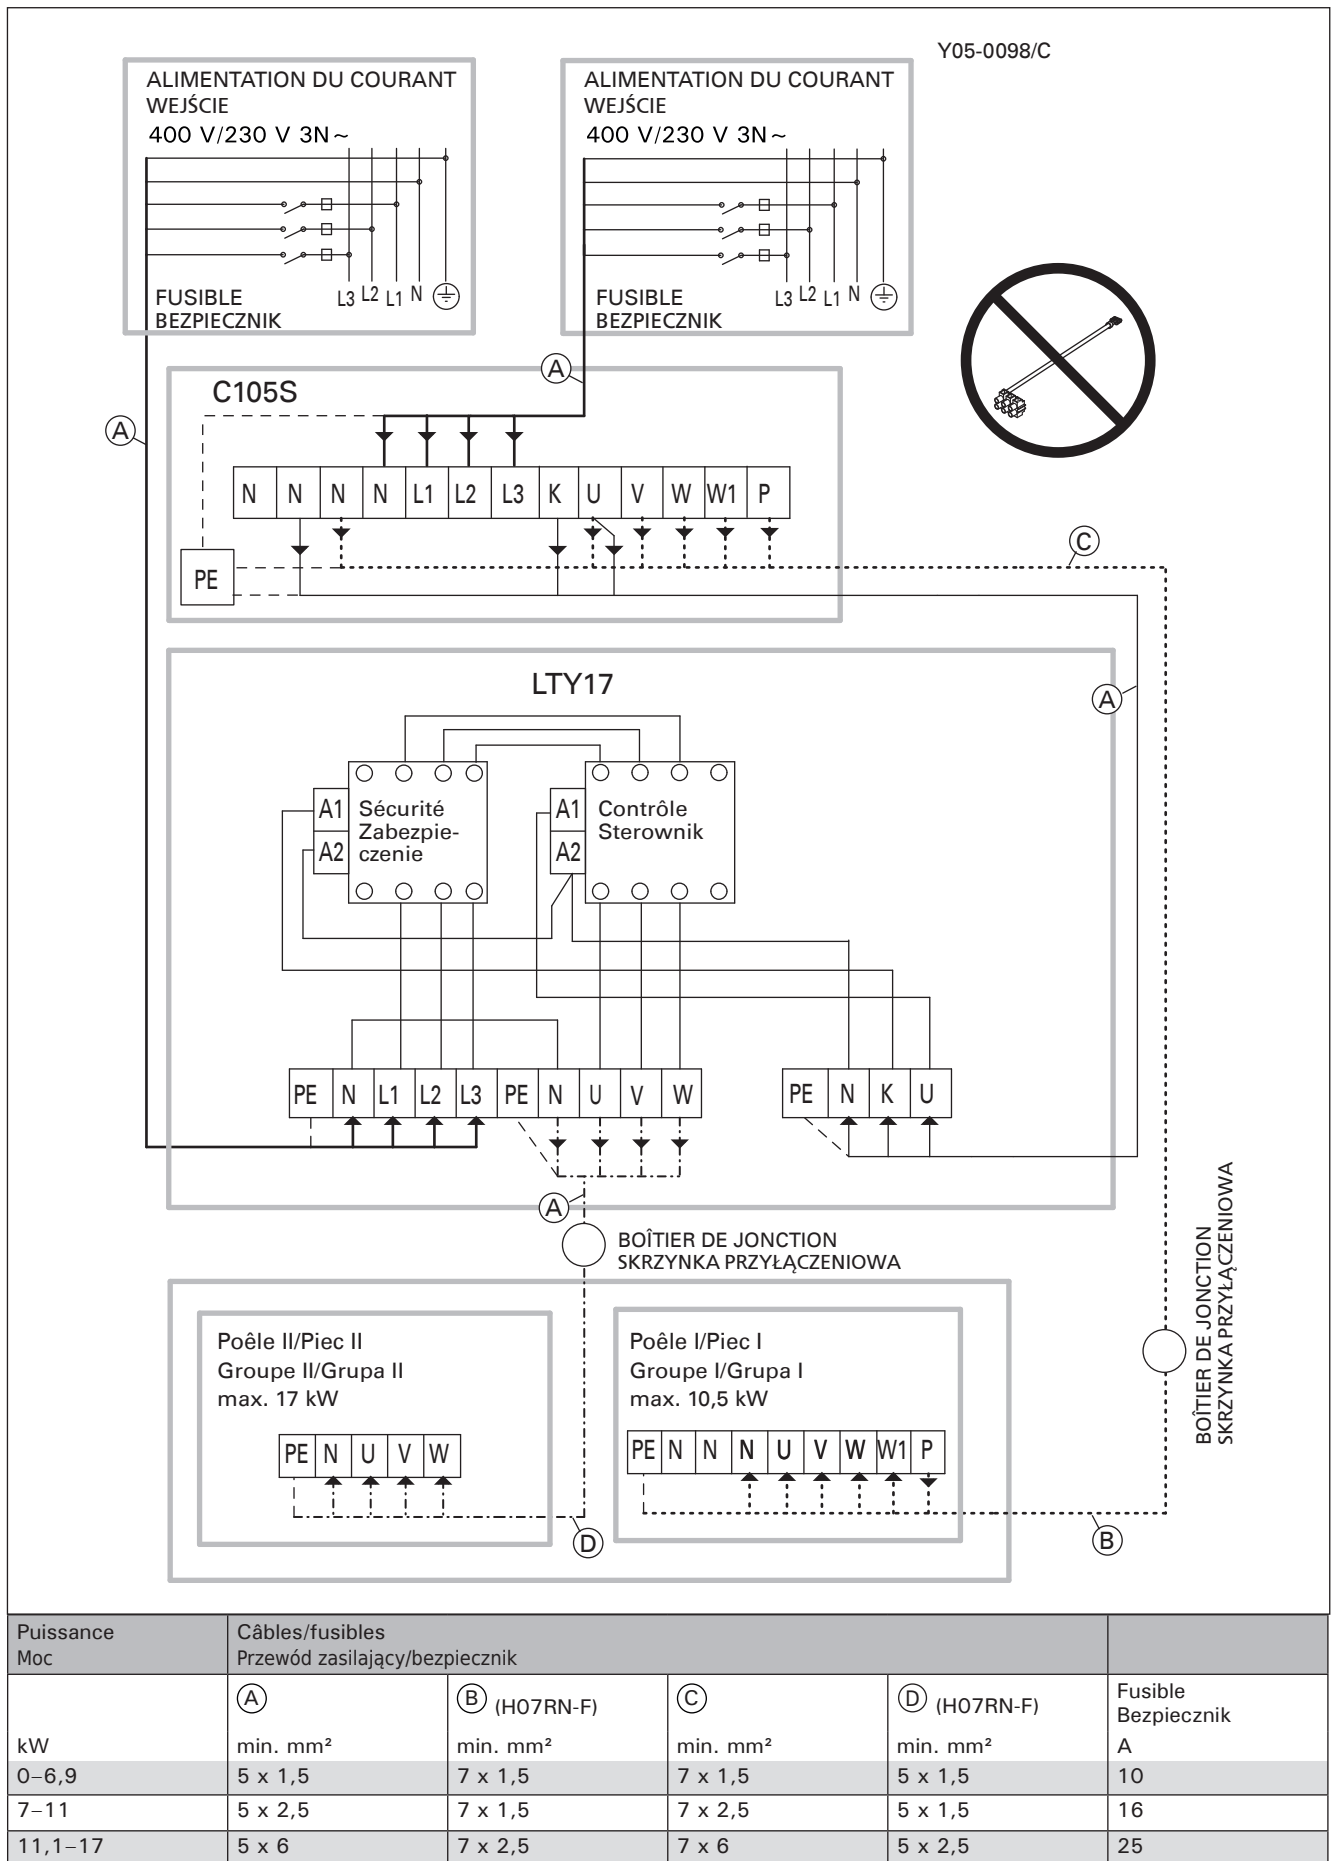 Y05-0098/C
ALIMENTATION DU COURANT
WEJŚCIE
400 V/230 V 3N~
L3 L2 L1 N
FUSIBLE
BEZPIECZNIK
ALIMENTATION DU COURANT
WEJŚCIE
400 V/230 V 3N~
L3 L2 L1 N
FUSIBLE
BEZPIECZNIK
A
A
C105S
N N N N L1 L2 L3 K U V W W1 P
PE
C
A
LTY17
A1
A2
Sécurité
Zabezpie-
czenie
A1
A2
Contrôle
Sterownik
PE N L1 L2 L3 PE N U V W
PE N K U
A
BOÎTIER DE JONCTION
SKRZYNKA PRZYŁĄCZENIOWA
BOÎTIER DE JONCTION
SKRZYNKA PRZYŁĄCZENIOWA
Poêle II/Piec II
Groupe II/Grupa II
max. 17 kW
PE N U V W
D
Poêle I/Piec I
Groupe I/Grupa I
max. 10,5 kW
PE N N N U V W W1 P
B
Puissance
Moc
Câbles/fusibles
Przewód zasilający/bezpiecznik
A B (H07RN-F) C D (H07RN-F) Fusible
Bezpiecznik
kW min. mm² min. mm² min. mm² min. mm² A
0–6,9 5 x 1,5 7 x 1,5 7 x 1,5 5 x 1,5 10
7–11 5 x 2,5 7 x 1,5 7 x 2,5 5 x 1,5 16
11,1–17 5 x 6 7 x 2,5 7 x 6 5 x 2,5 25